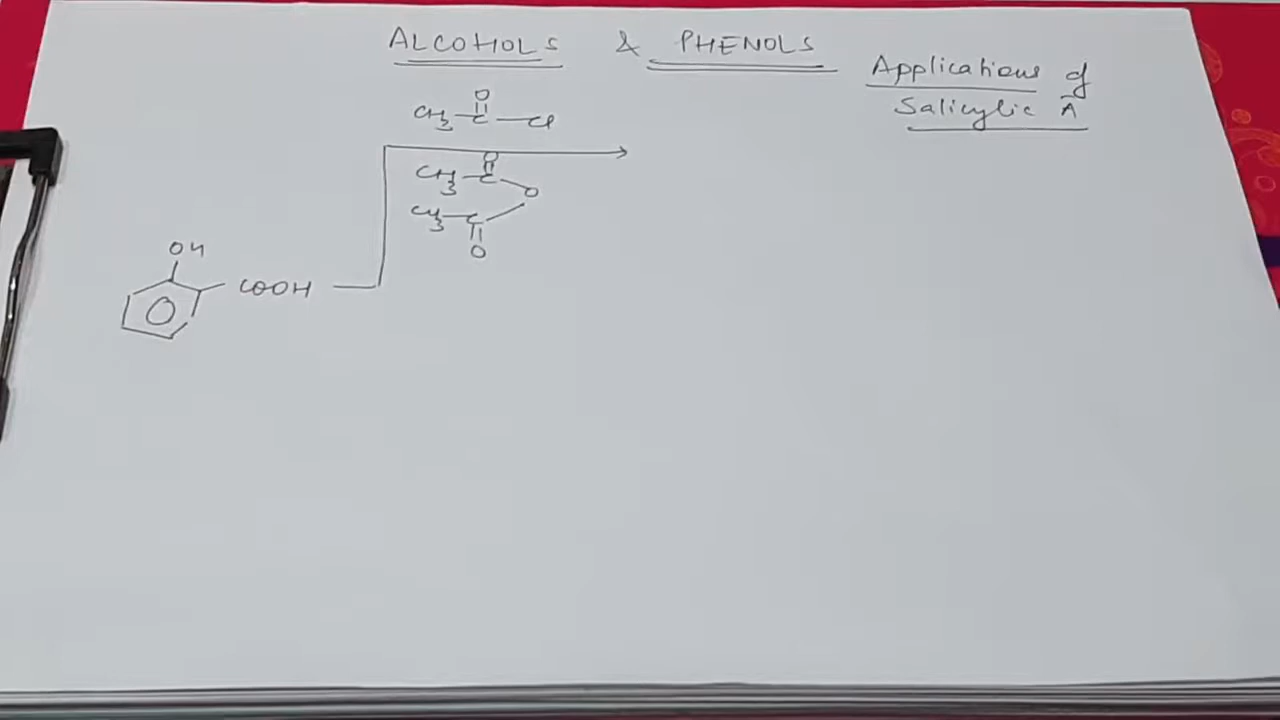 ALCOHOLS & PHENOLS
Applications of
Salicylic Ā
O
CH3-C-Cl
O
CH3-C
O
CH3-C
O
OH
COOH
O